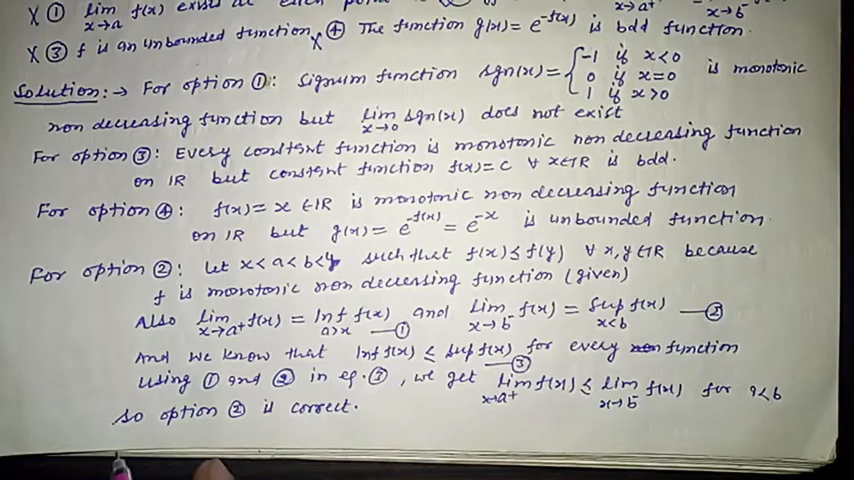 X ① lim f(x) exists at each point
x→a
x→a⁺ x→b⁻
X ③ f is an unbounded function X ④ The function g(x) = e^-f(x) is bdd function.
Solution:→ For option ①: Signum function sgn(x) = { -1 if x<0
0 if x=0
1 if x>0
is monotonic
non decreasing function but lim sgn(x) does not exist
x→0
For option ③: Every constant function is monotonic non decreasing function
on IR but constant function f(x)=c ∀ x∈IR is bdd.
For option ④: f(x)= x ∈IR is monotonic non decreasing function
on IR but g(x) = e^-f(x) = e^-x is unbounded function.
For option ②: Let x<a<b<y such that f(x)≤f(y) ∀ x,y∈IR because
f is monotonic non decreasing function (given)
Also lim f(x) = Inf f(x) and lim f(x) = Sup f(x) —②
x→a⁺ a>x —① x→b⁻ x<b
And we know that Inf f(x) ≤ sup f(x) for every function
—③
Using ① and ② in eq. ③, we get lim f(x) ≤ lim f(x) for a<b
x→a⁺ x→b⁻
So option ② is correct.